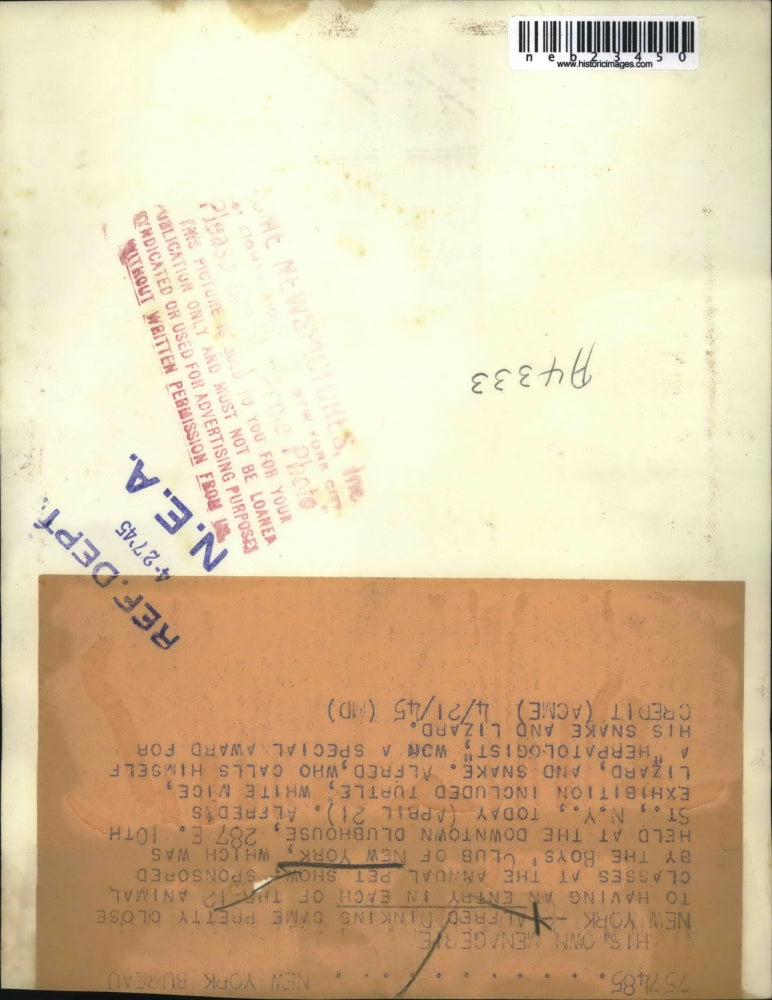 neb23450
www.historicimages.com
ACME NEWSPICTURES, Inc.
NEW YORK CITY
Please
Photo
THIS PICTURE IS SOLD TO YOU FOR YOUR
PUBLICATION ONLY AND MUST NOT BE LOANED
SYNDICATED OR USED FOR ADVERTISING PURPOSES
WITHOUT WRITTEN PERMISSION FROM US
A4333
N.E.A.
4-27'45
REF. DEPT.
757485 . . . . . . . . . . . NEW YORK BUREAU
HIS OWN MENAGERIE
NEW YORK -- ALFRED DINKINS CAME PRETTY CLOSE
TO HAVING AN ENTRY IN EACH OF THE 12 ANIMAL
CLASSES AT THE ANNUAL PET SHOW SPONSORED
BY THE BOYS' CLUB OF NEW YORK, WHICH WAS
HELD AT THE DOWNTOWN CLUBHOUSE, 287 E. 10TH
ST., N.Y., TODAY (APRIL 21). ALFRED'S
EXHIBITION INCLUDED TURTLE, WHITE MICE,
LIZARD, AND SNAKE. ALFRED, WHO CALLS HIMSELF
A "HERPATOLOGIST", WON A SPECIAL AWARD FOR
HIS SNAKE AND LIZARD.
CREDIT (ACME) 4/21/45 (MD)